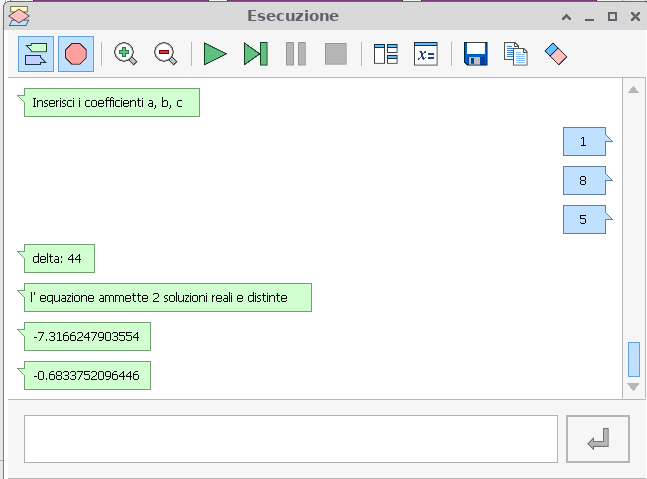 Esecuzione
x=
Inserisci i coefficienti a, b, c
1
8
5
delta: 44
l' equazione ammette 2 soluzioni reali e distinte
-7.3166247903554
-0.6833752096446